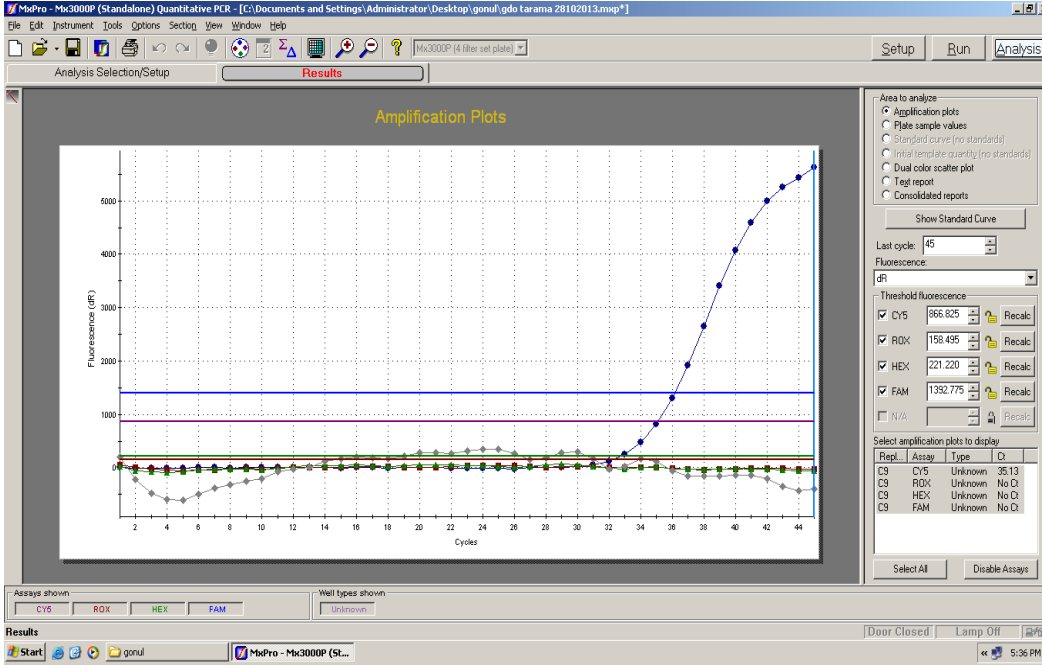 MxPro - Mx3000P (Standalone) Quantitative PCR - [C:\Documents and Settings\Administrator\Desktop\gonul\gdo tarama 28102013.mxp*]
File Edit Instrument Tools Options Section View Window Help
Mx3000P (4 filter set plate)
Setup Run Analysis
Analysis Selection/Setup Results
Amplification Plots
Fluorescence (dR)
6000
4000
3000
2000
1000
0
2 4 6 8 10 12 14 16 18 20 22 24 26 28 30 32 34 36 38 40 42 44
Cycles
Area to analyze
Amplification plots
Plate sample values
Standard curve (no standards)
Initial template quantity (no standards)
Dual color scatter plot
Text report
Consolidated reports
Show Standard Curve
Last cycle: 45
Fluorescence:
dR
Threshold fluorescence
CY5 866.825 Recalc
ROX 158.495 Recalc
HEX 221.220 Recalc
FAM 1392.775 Recalc
N/A Recalc
Select amplification plots to display
Repl... Assay Type Ct
C9 CY5 Unknown 35.13
C9 ROX Unknown No Ct
C9 HEX Unknown No Ct
C9 FAM Unknown No Ct
Select All Disable Assays
Assays shown
CY5 ROX HEX FAM
Well types shown
Unknown
Results
Door Closed Lamp Off
Start gonul MxPro - Mx3000P (St... 5:36 PM